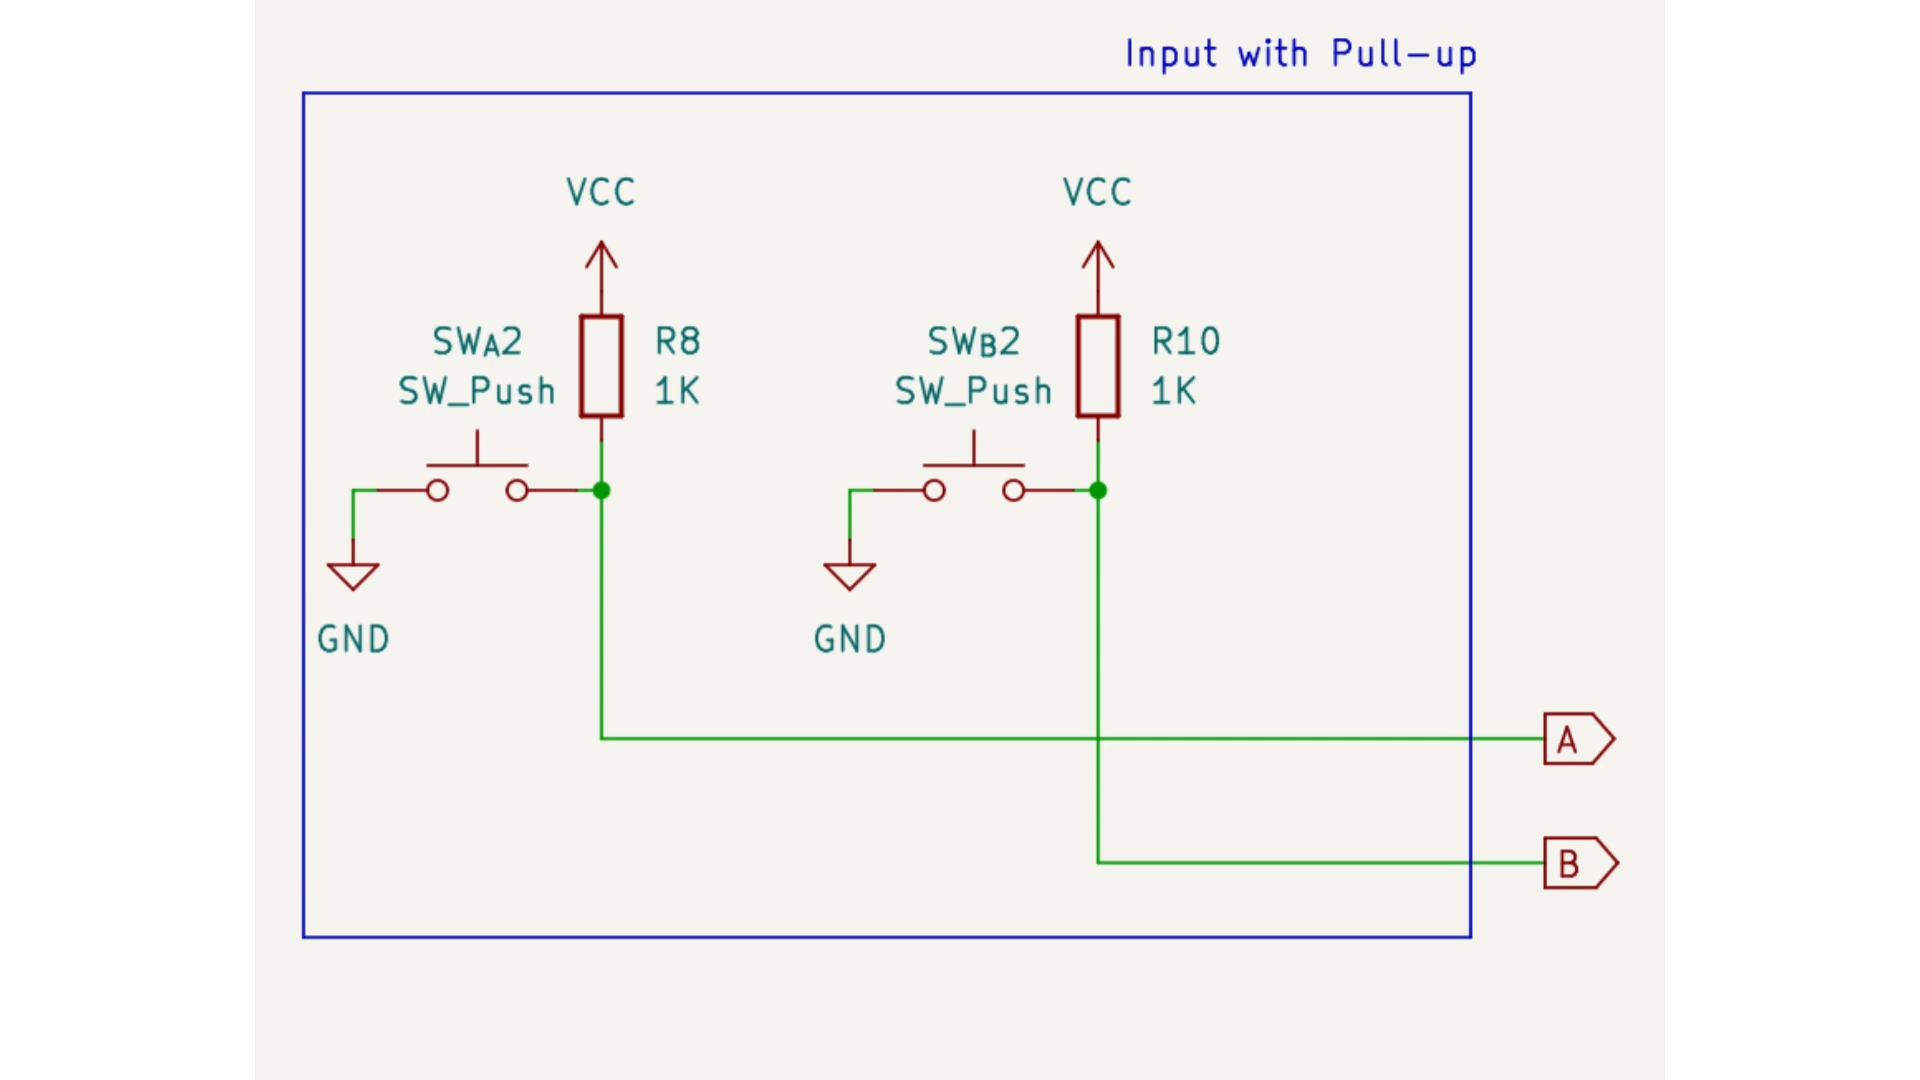 Input with Pull-up
VCC
VCC
SWA2
SW_Push
R8
1K
SWB2
SW_Push
R10
1K
GND
GND
A
B